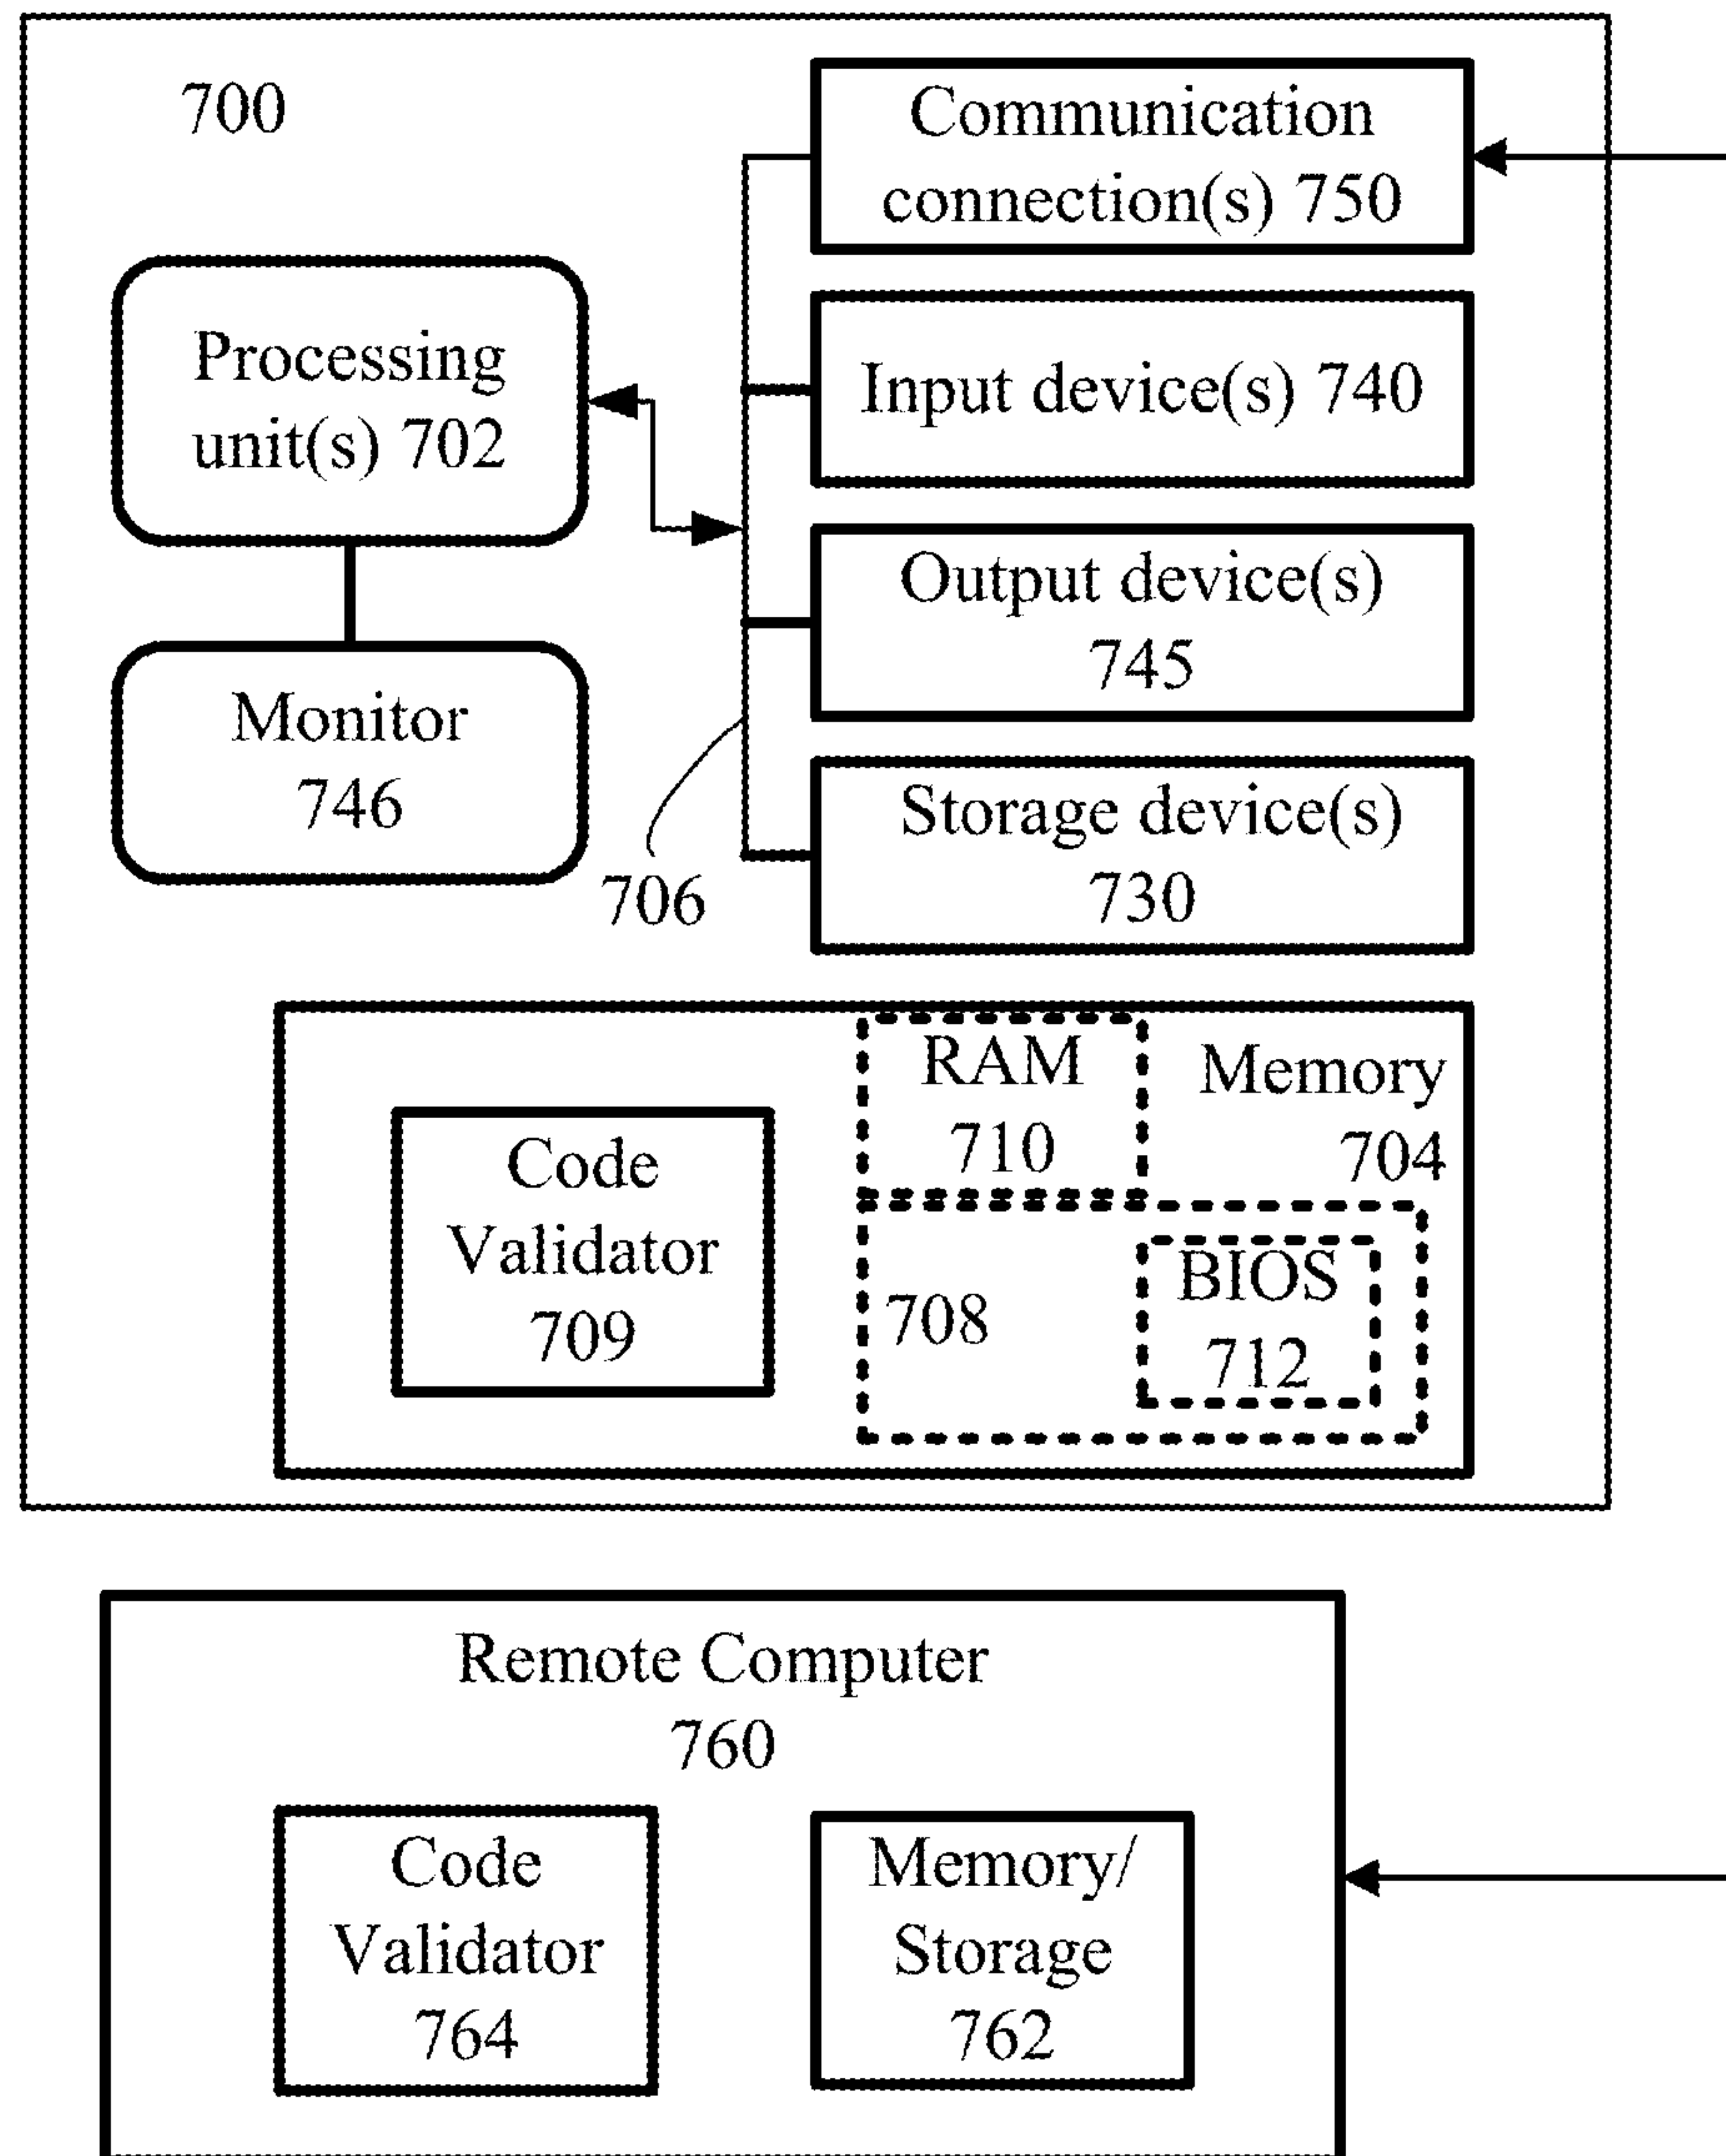 700
Communication
connection(s) 750
Processing
unit(s) 702
Input device(s) 740
Output device(s)
745
Monitor
746
Storage device(s)
730
706
RAM
710
Memory
704
Code
Validator
709
708
BIOS
712
Remote Computer
760
Code
Validator
764
Memory/
Storage
762